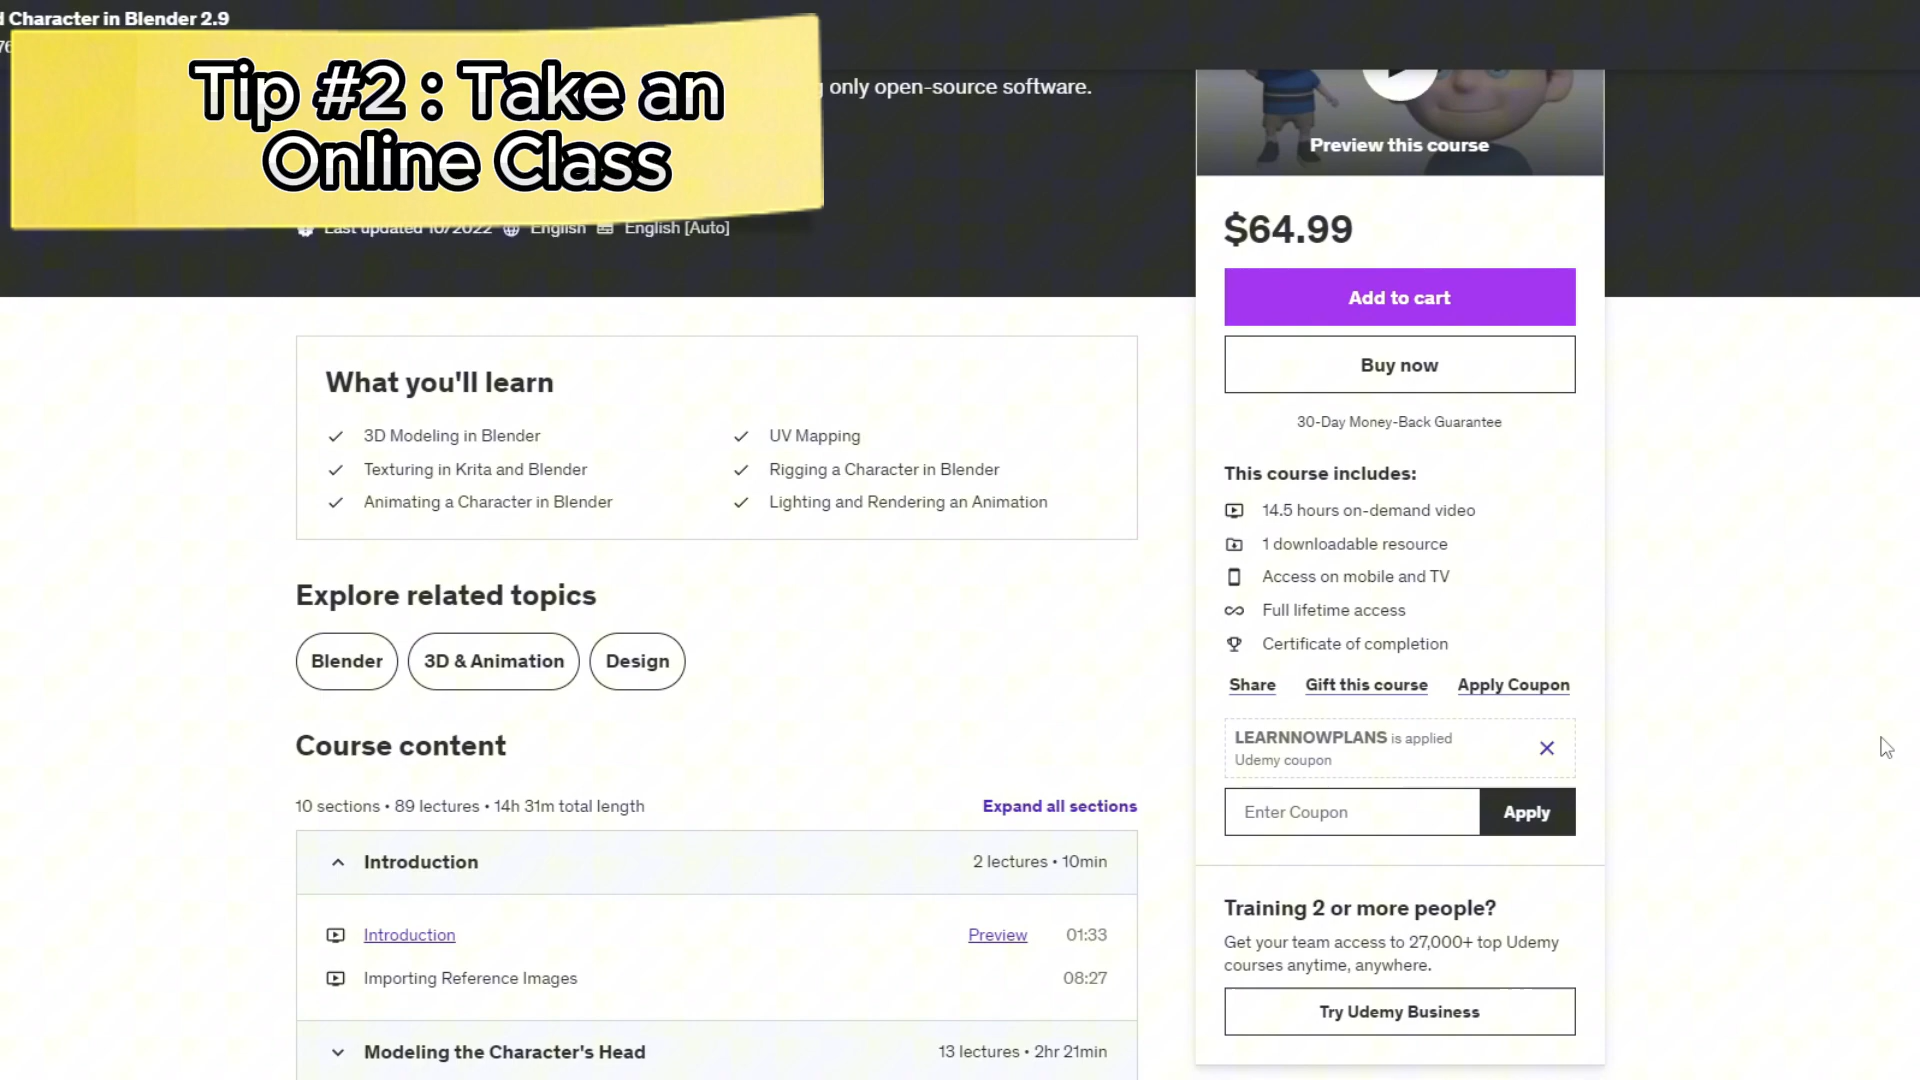 Character in Blender 2.9
Tip #2 : Take an
Online Class
only open-source software.
Last updated 10/2022 English English [Auto]
Preview this course
$64.99
Add to cart
Buy now
30-Day Money-Back Guarantee
This course includes:
14.5 hours on-demand video
1 downloadable resource
Access on mobile and TV
Full lifetime access
Certificate of completion
Share Gift this course Apply Coupon
LEARNNOWPLANS is applied
Udemy coupon
Enter Coupon Apply
Training 2 or more people?
Get your team access to 27,000+ top Udemy
courses anytime, anywhere.
Try Udemy Business
What you'll learn
3D Modeling in Blender UV Mapping
Texturing in Krita and Blender Rigging a Character in Blender
Animating a Character in Blender Lighting and Rendering an Animation
Explore related topics
Blender 3D & Animation Design
Course content
10 sections • 89 lectures • 14h 31m total length Expand all sections
Introduction 2 lectures • 10min
Introduction Preview 01:33
Importing Reference Images 08:27
Modeling the Character's Head 13 lectures • 2hr 21min